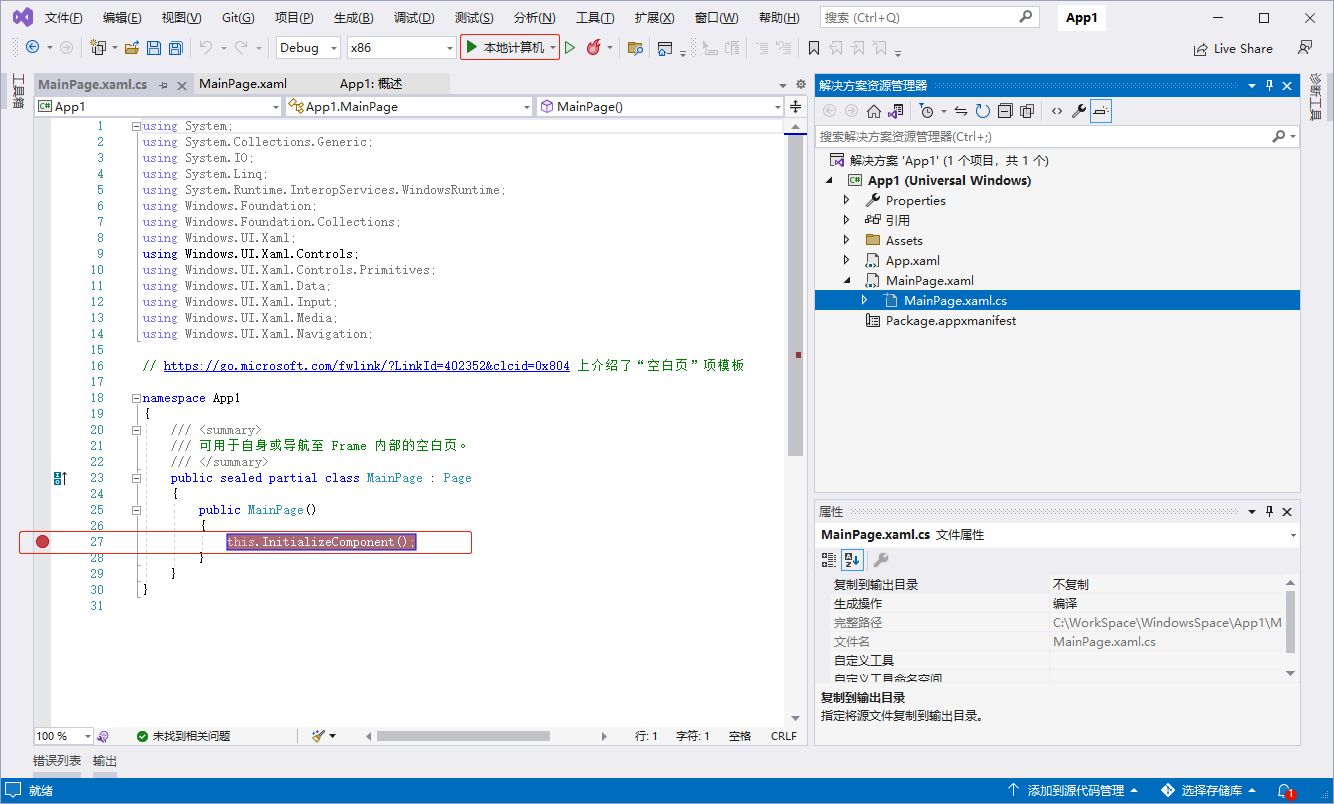 文件(F) 编辑(E) 视图(V) Git(G) 项目(P) 生成(B) 调试(D) 测试(S) 分析(N) 工具(T) 扩展(X) 窗口(W) 帮助(H) 搜索 (Ctrl+Q) App1
Debug x86 本地计算机 Live Share
工具箱
MainPage.xaml.cs MainPage.xaml App1: 概述
App1 App1.MainPage MainPage()
1 using System;
2 using System.Collections.Generic;
3 using System.IO;
4 using System.Linq;
5 using System.Runtime.InteropServices.WindowsRuntime;
6 using Windows.Foundation;
7 using Windows.Foundation.Collections;
8 using Windows.UI.Xaml;
9 using Windows.UI.Xaml.Controls;
10 using Windows.UI.Xaml.Controls.Primitives;
11 using Windows.UI.Xaml.Data;
12 using Windows.UI.Xaml.Input;
13 using Windows.UI.Xaml.Media;
14 using Windows.UI.Xaml.Navigation;
15
16 // https://go.microsoft.com/fwlink/?LinkId=402352&clcid=0x804 上介绍了“空白页”项模板
17
18 namespace App1
19 {
20 /// <summary>
21 /// 可用于自身或导航至 Frame 内部的空白页。
22 /// </summary>
23 public sealed partial class MainPage : Page
24 {
25 public MainPage()
26 {
27 this.InitializeComponent();
28 }
29 }
30 }
31
100 % 未找到相关问题 行: 1 字符: 1 空格 CRLF
错误列表 输出
解决方案资源管理器
搜索解决方案资源管理器(Ctrl+;)
解决方案 'App1' (1 个项目，共 1 个)
C# App1 (Universal Windows)
Properties
引用
Assets
App.xaml
MainPage.xaml
MainPage.xaml.cs
Package.appxmanifest
属性
MainPage.xaml.cs 文件属性
复制到输出目录 不复制
生成操作 编译
完整路径 C:\WorkSpace\WindowsSpace\App1\M
文件名 MainPage.xaml.cs
自定义工具
自定义工具命名空间
复制到输出目录
指定将源文件复制到输出目录。
诊断工具
就绪 添加到源代码管理 选择存储库 1